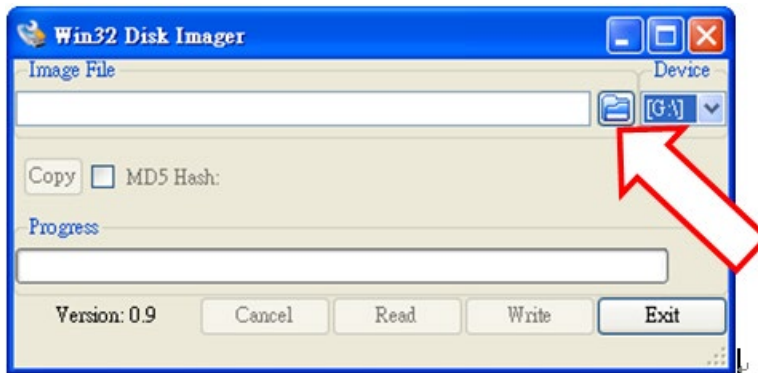 Win32 Disk Imager
Image File
Device
[G:\]
Copy
MD5 Hash:
Progress
Version: 0.9
Cancel
Read
Write
Exit